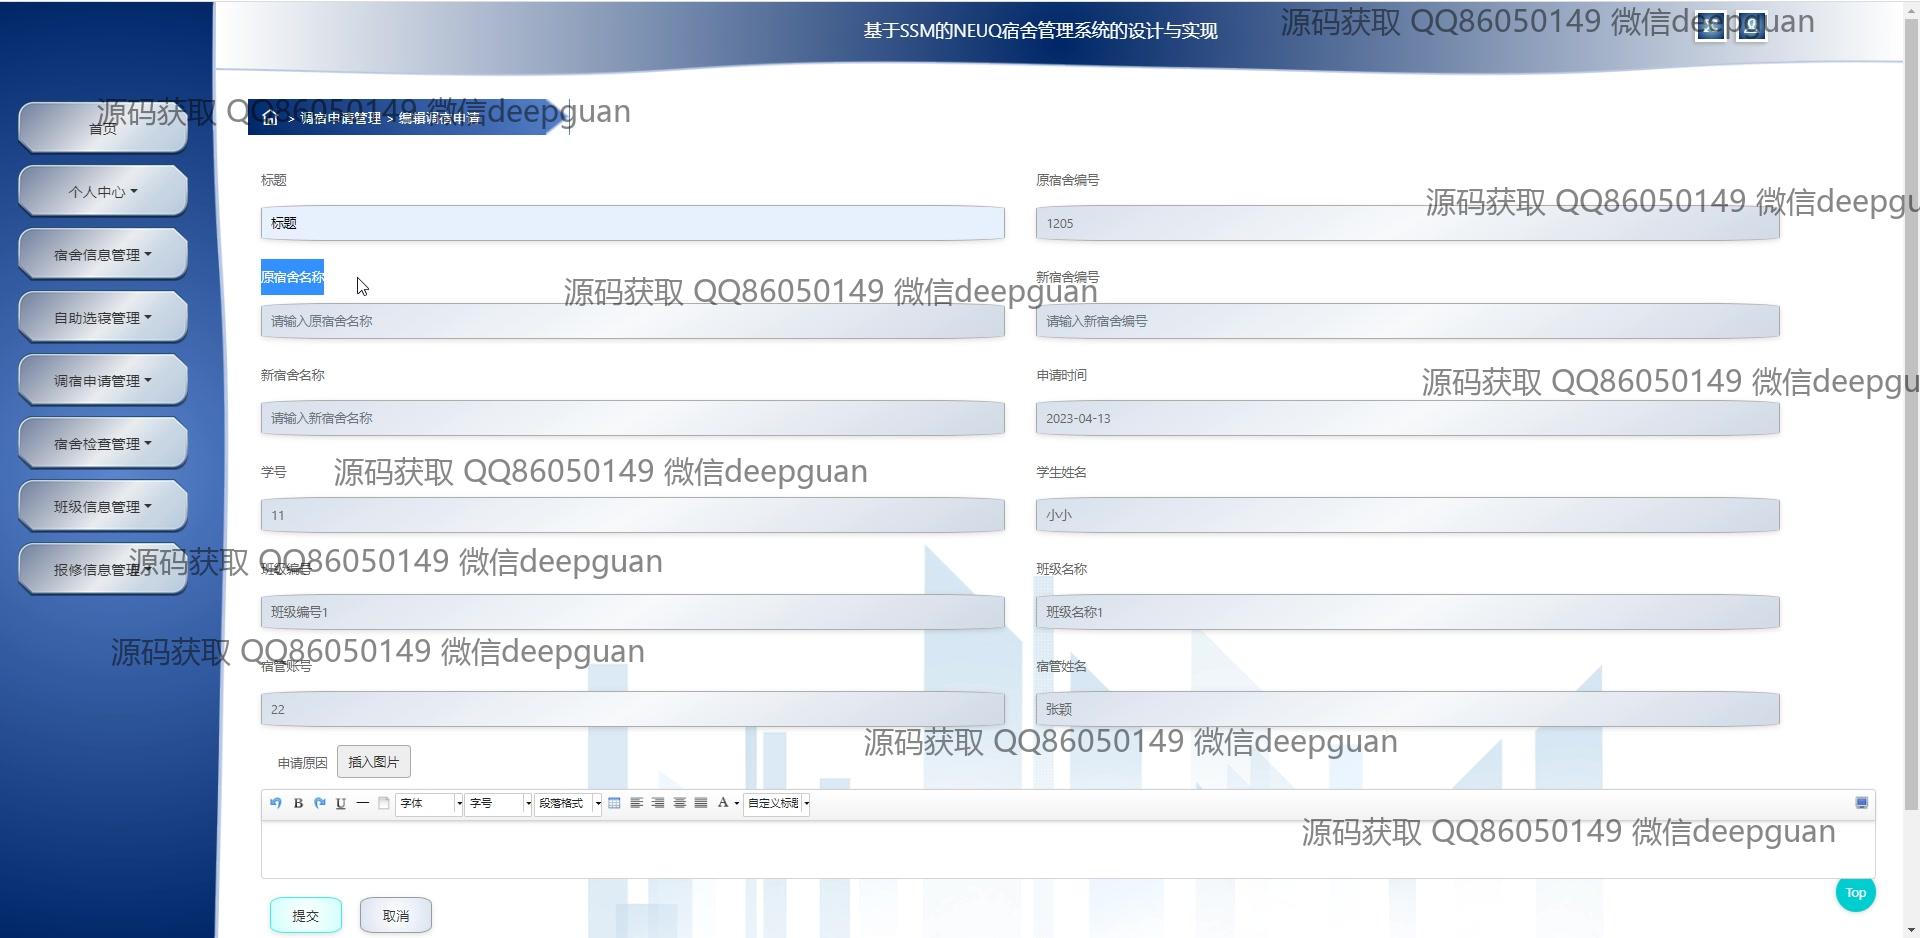 基于SSM的NEUQ宿舍管理系统的设计与实现
源码获取 QQ86050149 微信deepguan
源码获取 QQ86050149 微信deepguan
> 调宿申请管理 > 编辑调宿申请
首页
个人中心
宿舍信息管理
自助选寝管理
调宿申请管理
宿舍检查管理
班级信息管理
报修信息管理
标题
原宿舍编号
源码获取 QQ86050149 微信deepgu
标题
1205
原宿舍名称
新宿舍编号
源码获取 QQ86050149 微信deepguan
请输入原宿舍名称
请输入新宿舍编号
新宿舍名称
申请时间
源码获取 QQ86050149 微信deepgu
请输入新宿舍名称
2023-04-13
学号
源码获取 QQ86050149 微信deepguan
学生姓名
11
小小
源码获取 QQ86050149 微信deepguan
班级编号
班级名称
班级编号1
班级名称1
源码获取 QQ86050149 微信deepguan
宿管账号
宿管姓名
22
张颖
源码获取 QQ86050149 微信deepguan
申请原因
插入图片
B U 字体 字号 段落格式 A 自定义标题
源码获取 QQ86050149 微信deepguan
Top
提交
取消